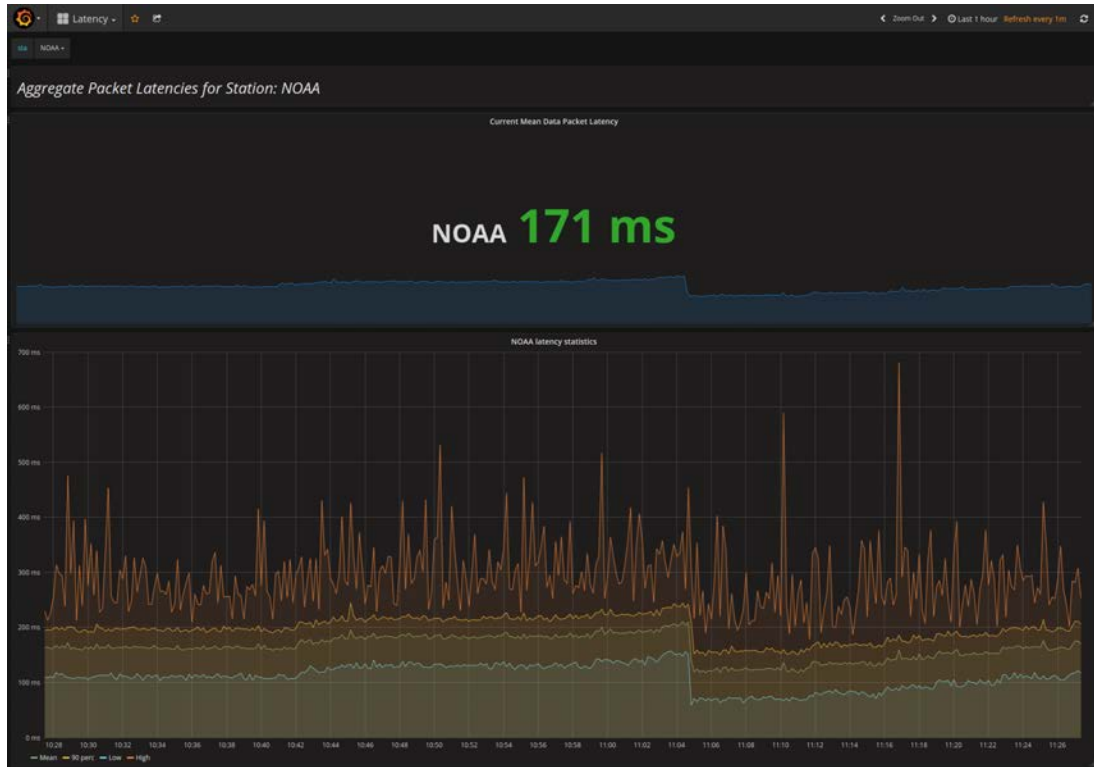 Latency
Zoom Out
Last 1 hour
Refresh every 1m
sta
NOAA
Aggregate Packet Latencies for Station: NOAA
Current Mean Data Packet Latency
NOAA 171 ms
NOAA latency statistics
700 ms
600 ms
500 ms
400 ms
300 ms
200 ms
100 ms
0 ms
10:28 10:30 10:32 10:34 10:36 10:38 10:40 10:42 10:44 10:46 10:48 10:50 10:52 10:54 10:56 10:58 11:00 11:02 11:04 11:06 11:08 11:10 11:12 11:14 11:16 11:18 11:20 11:22 11:24 11:26
Mean 90 perc Low High